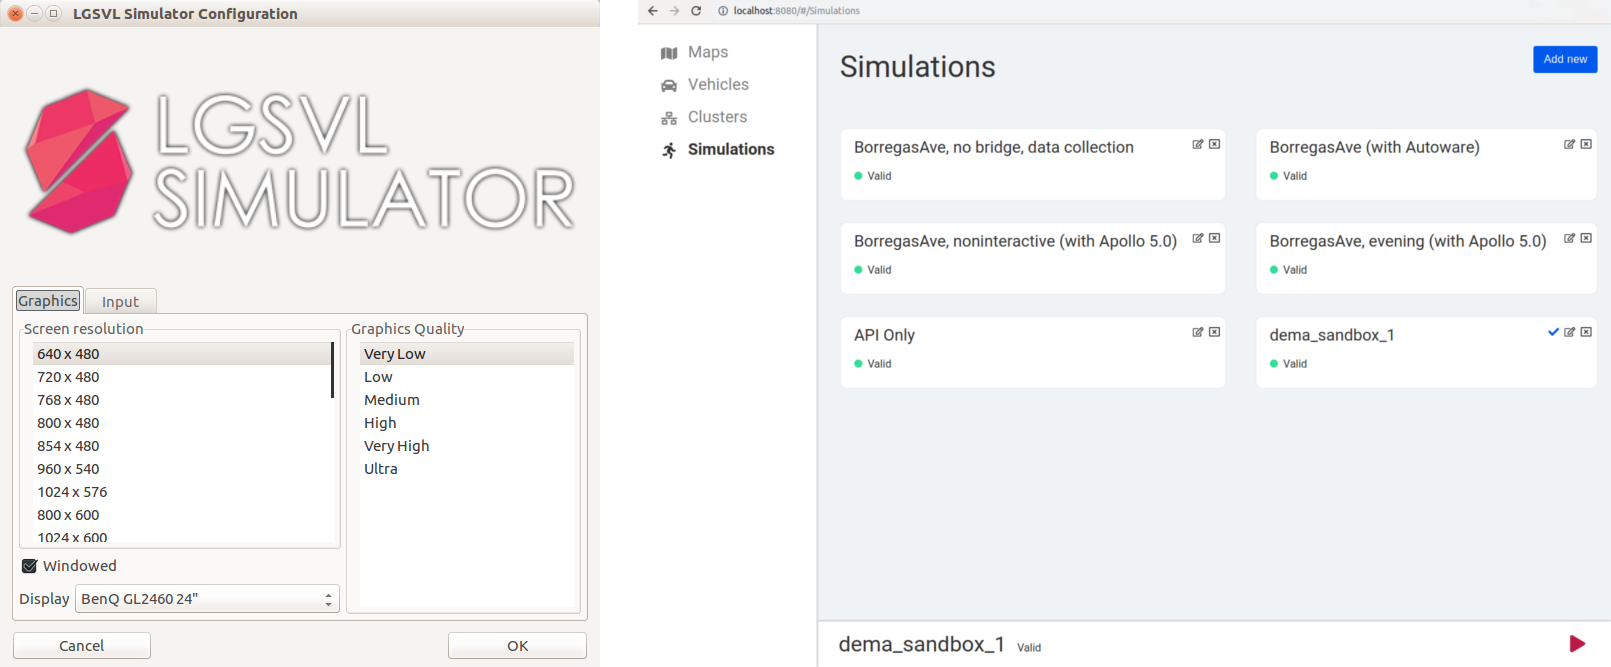 LGSVL Simulator Configuration
LGSVL
SIMULATOR
Graphics
Input
Screen resolution
640 x 480
720 x 480
768 x 480
800 x 480
854 x 480
960 x 540
1024 x 576
800 x 600
1024 x 600
Graphics Quality
Very Low
Low
Medium
High
Very High
Ultra
Windowed
Display
BenQ GL2460 24"
Cancel
OK
localhost:8080/#/Simulations
Maps
Vehicles
Clusters
Simulations
Simulations
Add new
BorregasAve, no bridge, data collection
Valid
BorregasAve (with Autoware)
Valid
BorregasAve, noninteractive (with Apollo 5.0)
Valid
BorregasAve, evening (with Apollo 5.0)
Valid
API Only
Valid
dema_sandbox_1
Valid
dema_sandbox_1 Valid